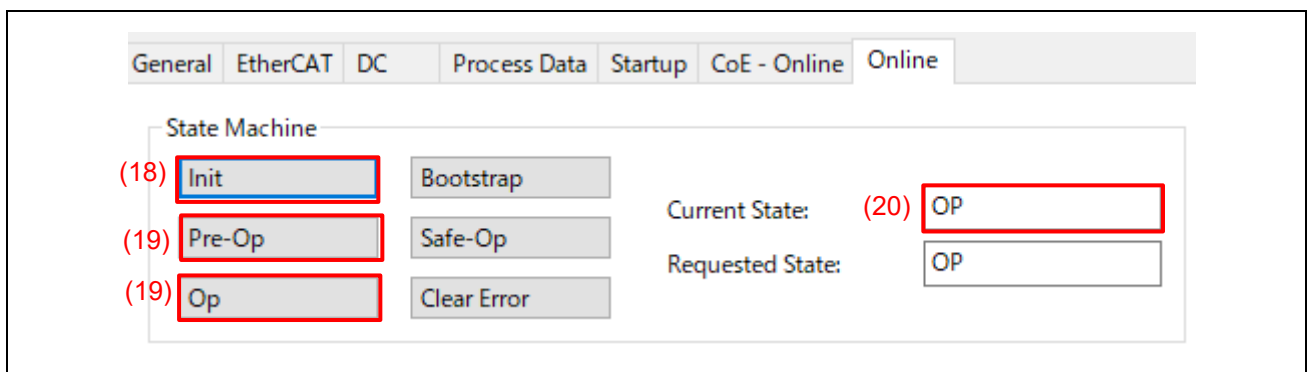 General EtherCAT DC Process Data Startup CoE - Online Online
State Machine
(18) Init Bootstrap
Current State: (20) OP
(19) Pre-Op Safe-Op
Requested State: OP
(19) Op Clear Error